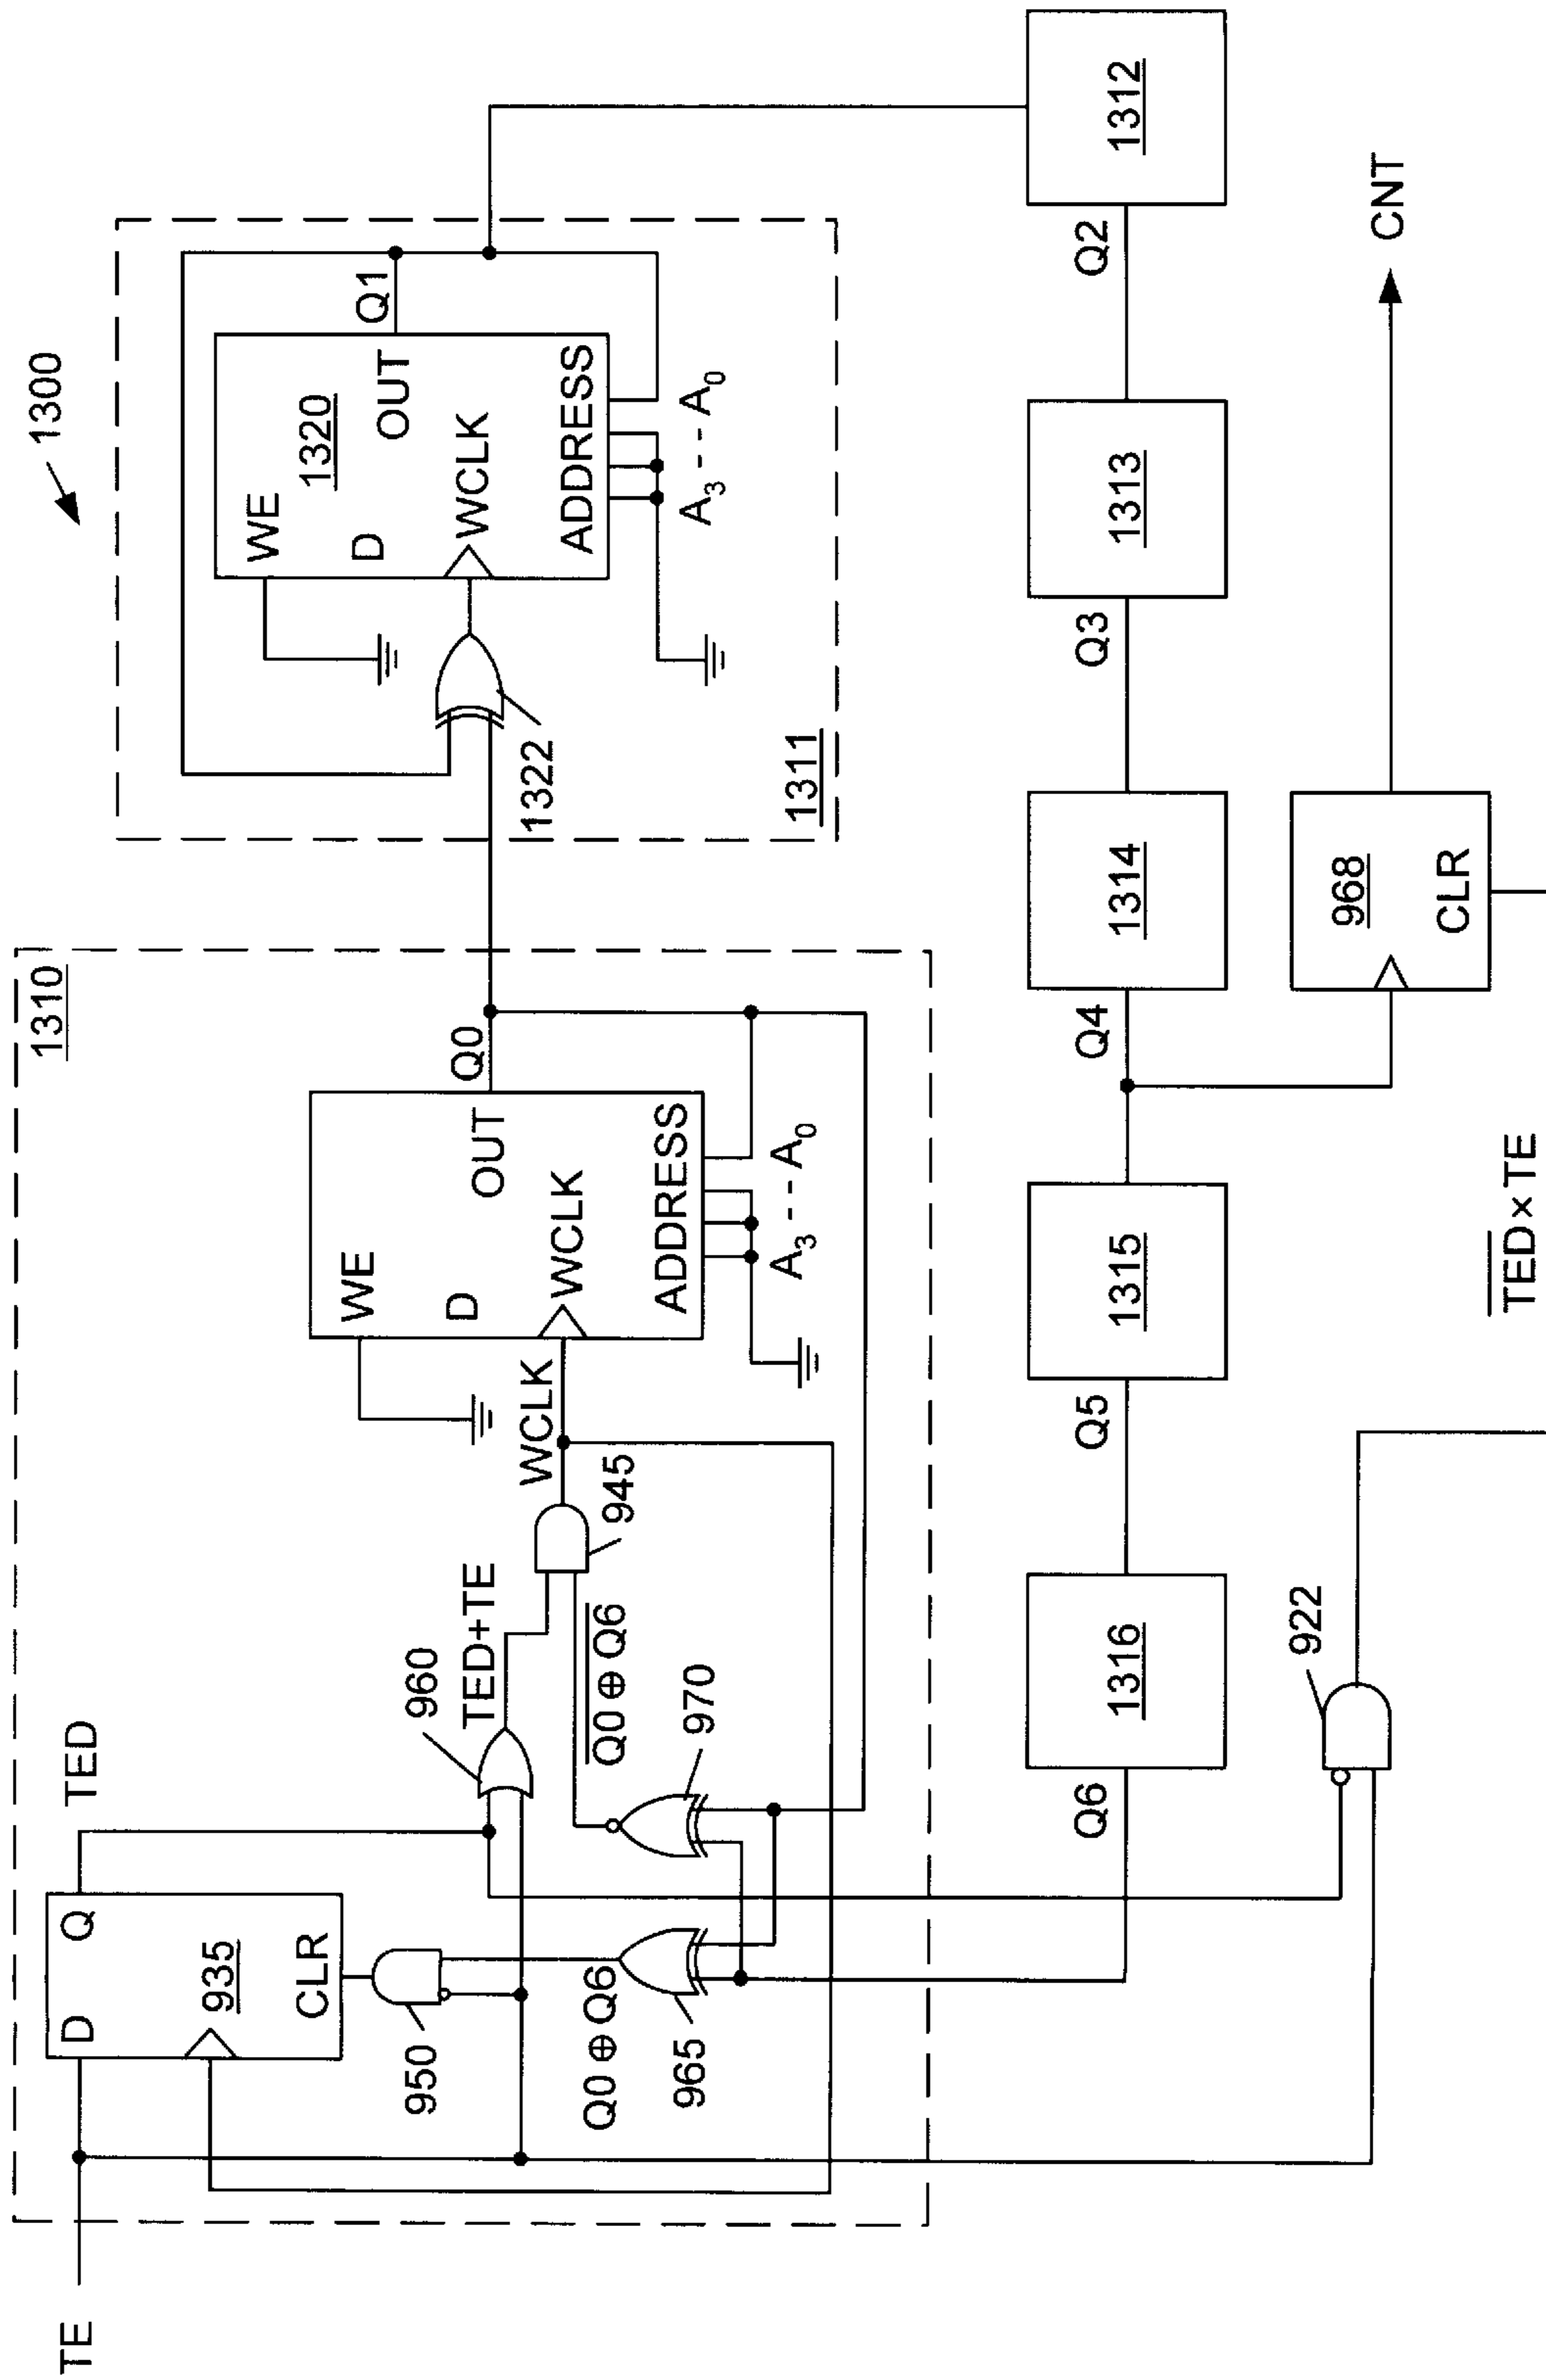 1300
1310
TE
TED
D
Q
935
CLR
950
960
TED+TE
Q0 ⊕ Q6
965
970
Q0 ⊕ Q6
945
WCLK
WE
D
OUT
WCLK
ADDRESS
A3 -- A0
Q0
1311
1322
WE
D
1320
OUT
WCLK
ADDRESS
A3 -- A0
Q1
1312
Q2
1313
Q3
1314
Q4
1315
Q5
1316
Q6
922
TED × TE
968
CLR
CNT